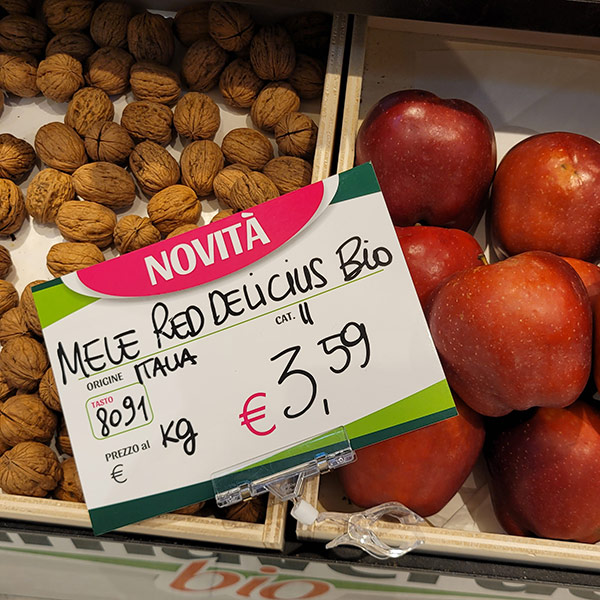 NOVITÀ
MELE RED DELICIUS BIO
ORIGINE ITALIA CAT. II
TASTO
8091
€ 3,59
PREZZO al Kg
€
bio